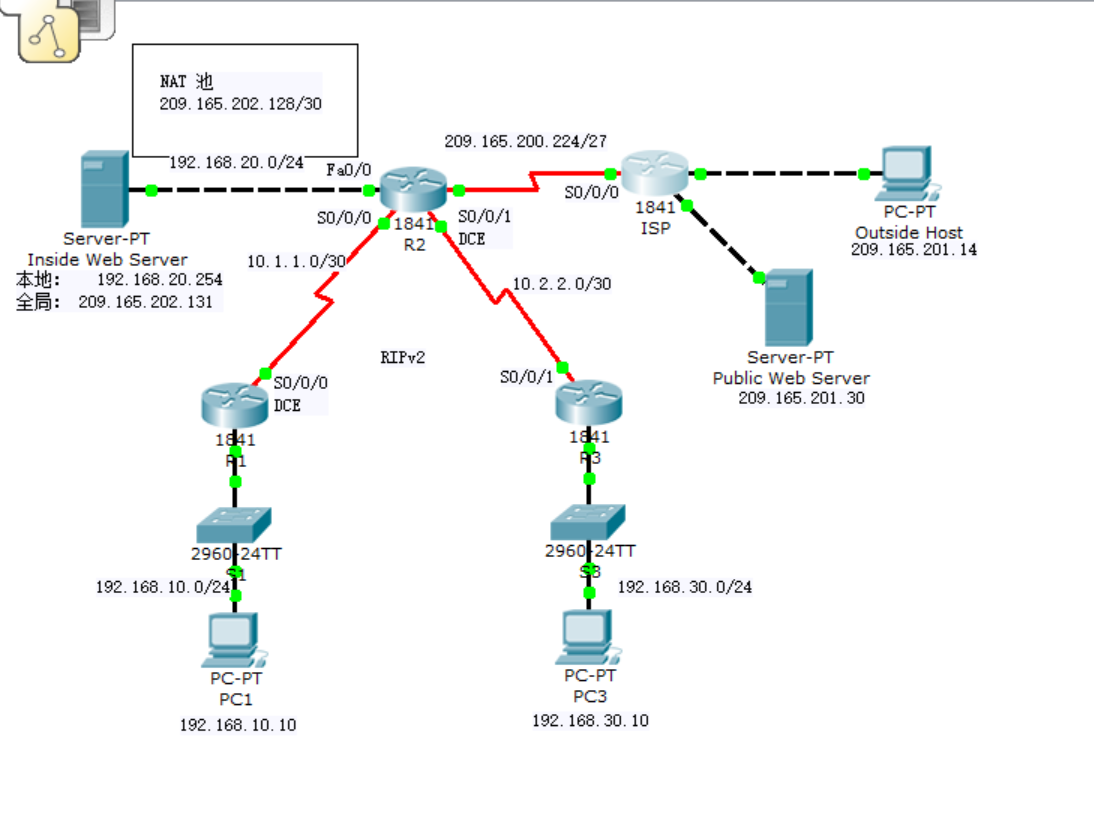 NAT 池
209.165.202.128/30
209.165.200.224/27
192.168.20.0/24
Fa0/0
S0/0/0
S0/0/0
S0/0/1
DCE
1841
R2
1841
ISP
PC-PT
Outside Host
209.165.201.14
Server-PT
Inside Web Server
本地: 192.168.20.254
全局: 209.165.202.131
10.1.1.0/30
10.2.2.0/30
RIPv2
Server-PT
Public Web Server
209.165.201.30
S0/0/0
DCE
S0/0/1
1841
R1
1841
R3
2960-24TT
S1
2960-24TT
S3
192.168.10.0/24
192.168.30.0/24
PC-PT
PC1
192.168.10.10
PC-PT
PC3
192.168.30.10